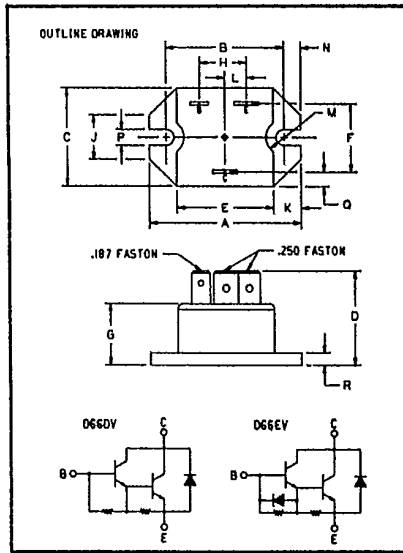 OUTLINE DRAWING
B
N
H
L
M
C
J
P
F
E
K
Q
A
.187 FASTON
.250 FASTON
G
D
R
D66DV
C
B
E
D66EV
C
B
E